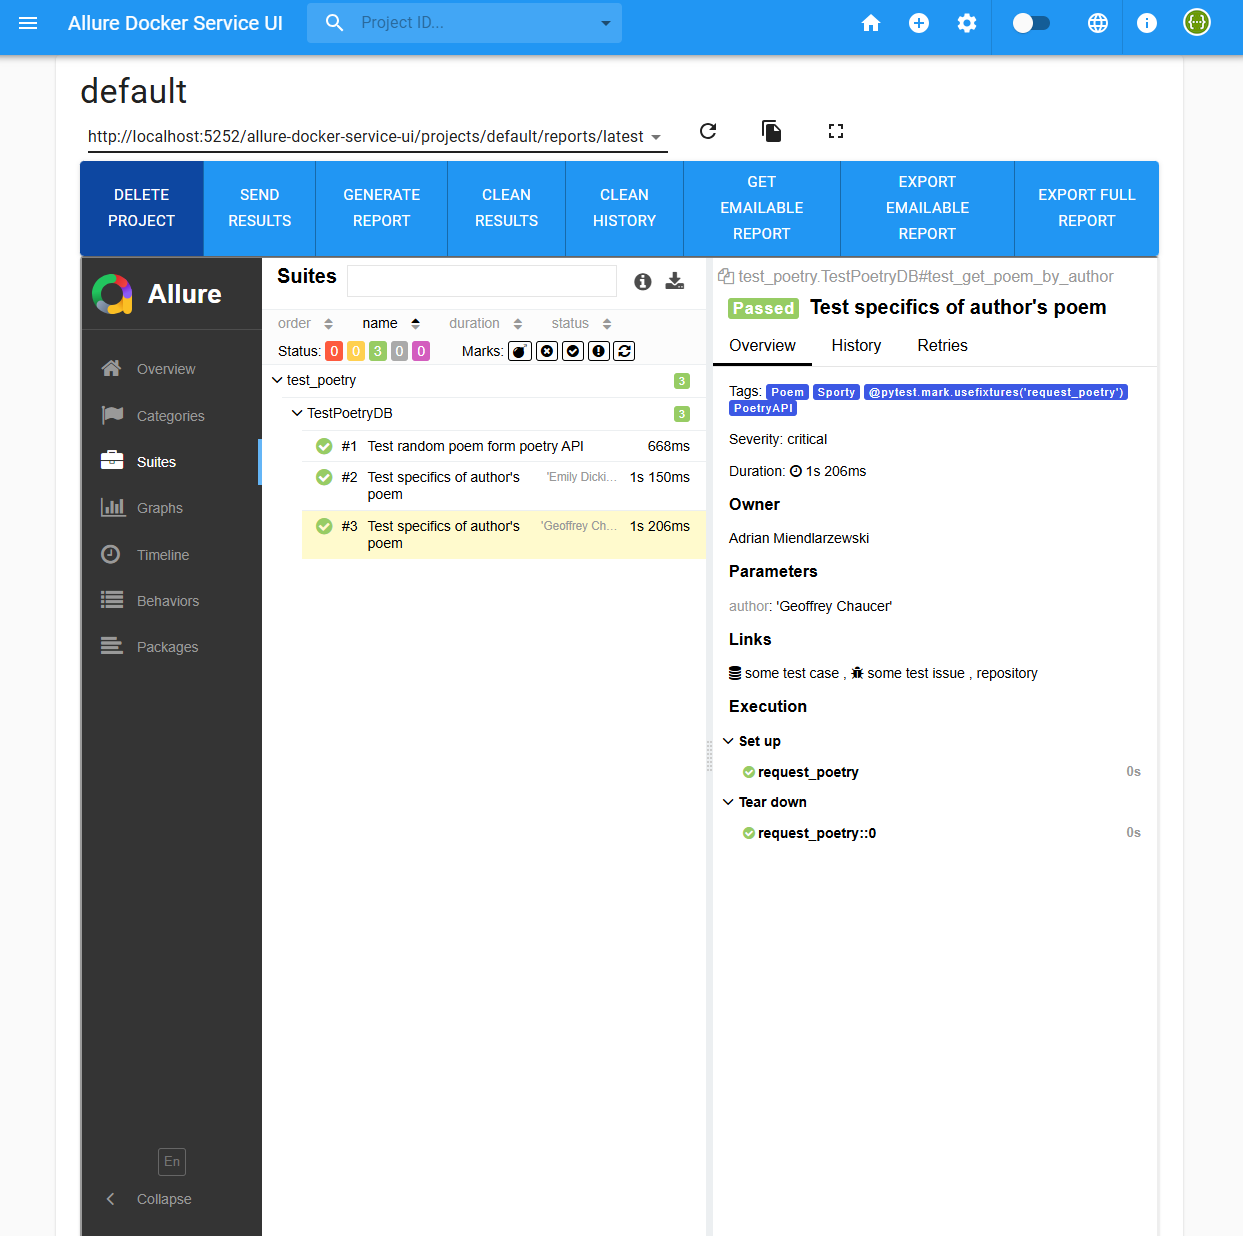 Allure Docker Service UI
Project ID...
default
http://localhost:5252/allure-docker-service-ui/projects/default/reports/latest
DELETE PROJECT
SEND RESULTS
GENERATE REPORT
CLEAN RESULTS
CLEAN HISTORY
GET EMAILABLE REPORT
EXPORT EMAILABLE REPORT
EXPORT FULL REPORT
Allure
Overview
Categories
Suites
Graphs
Timeline
Behaviors
Packages
En
Collapse
Suites
order name duration status
Status: 0 0 3 0 0 Marks:
test_poetry 3
TestPoetryDB 3
#1 Test random poem form poetry API 668ms
#2 Test specifics of author's poem 'Emily Dicki... 1s 150ms
#3 Test specifics of author's poem 'Geoffrey Ch... 1s 206ms
test_poetry.TestPoetryDB#test_get_poem_by_author
Passed Test specifics of author's poem
Overview History Retries
Tags: Poem Sporty @pytest.mark.usefixtures('request_poetry')
PoetryAPI
Severity: critical
Duration: 1s 206ms
Owner
Adrian Miendlarzewski
Parameters
author: 'Geoffrey Chaucer'
Links
some test case , some test issue , repository
Execution
Set up
request_poetry 0s
Tear down
request_poetry::0 0s